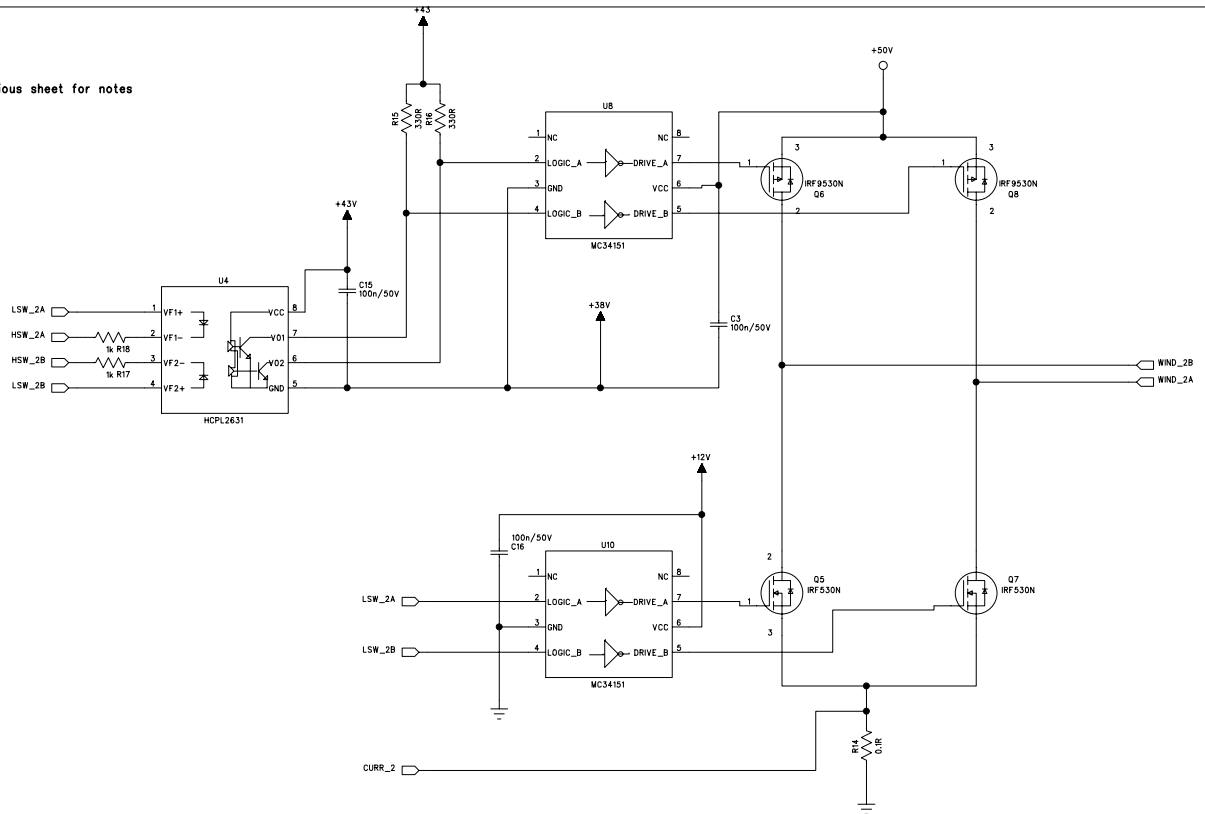 +43
ious sheet for notes
+50V
R15
330R
R16
330R
U8
1
NC
NC
8
2
LOGIC_A
DRIVE_A
7
3
GND
VCC
6
4
LOGIC_B
DRIVE_B
5
MC34151
3
1
IRF9530N
Q6
2
3
1
IRF9530N
Q8
2
+43V
C15
100n/50V
+38V
C3
100n/50V
U4
LSW_2A
1
VF1+
VCC
8
HSW_2A
1k R18
2
VF1-
VO1
7
HSW_2B
1k R17
3
VF2-
VO2
6
LSW_2B
4
VF2+
GND
5
HCPL2631
WIND_2B
WIND_2A
+12V
100n/50V
C16
U10
1
NC
NC
8
LSW_2A
2
LOGIC_A
DRIVE_A
7
3
GND
VCC
6
LSW_2B
4
LOGIC_B
DRIVE_B
5
MC34151
2
Q5
IRF530N
1
3
Q7
IRF530N
R14
0.1R
CURR_2